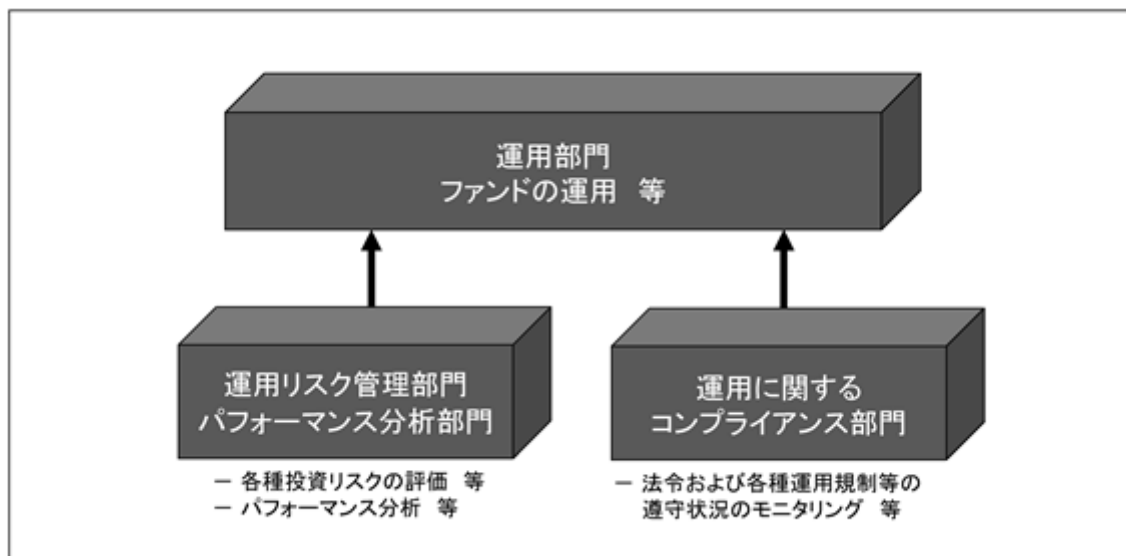 運用部門
ファンドの運用　等
運用リスク管理部門
パフォーマンス分析部門
運用に関する
コンプライアンス部門
－ 各種投資リスクの評価　等
－ パフォーマンス分析　等
－ 法令および各種運用規制等の
遵守状況のモニタリング　等